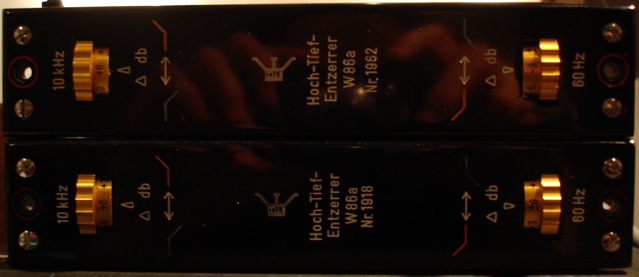 10 kHz
db
Hoch-Tief-
Entzerrer
W86a
Nr. 1962
db
60 Hz
10 kHz
db
Hoch-Tief-
Entzerrer
W86a
Nr. 1918
db
60 Hz